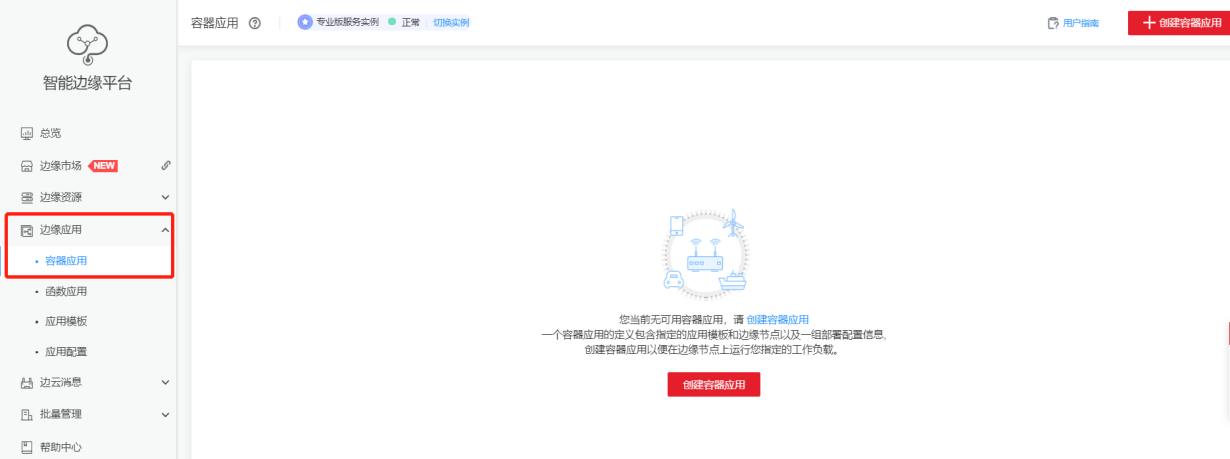 容器应用
专业版服务实例 正常 切换实例
用户指南
创建容器应用
智能边缘平台
总览
边缘市场 NEW
边缘资源
边缘应用
容器应用
函数应用
应用模板
应用配置
边云消息
批量管理
帮助中心
您当前无可用容器应用，请 创建容器应用
一个容器应用的定义包含指定的应用模板和边缘节点以及一组部署配置信息,
创建容器应用以便在边缘节点上运行您指定的工作负载。
创建容器应用